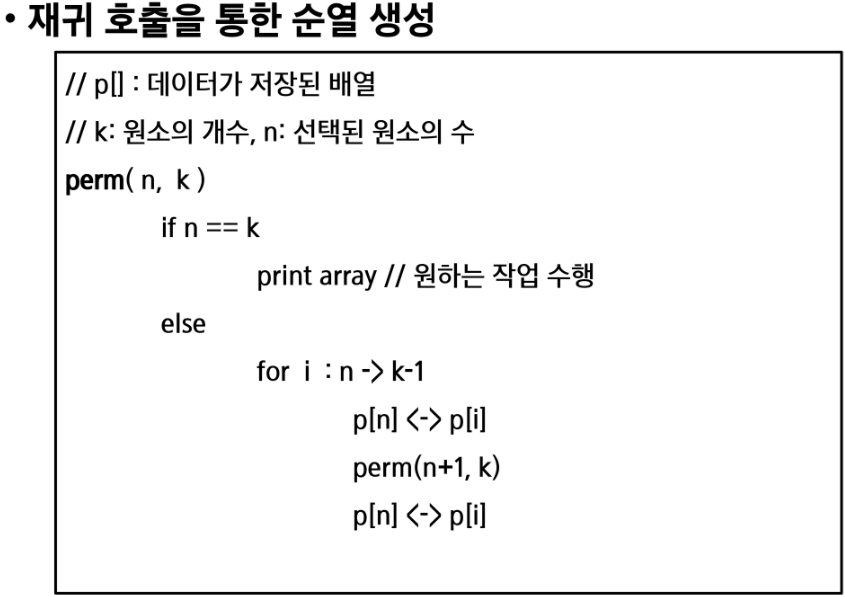 • 재귀 호출을 통한 순열 생성
// p[] : 데이터가 저장된 배열
// k: 원소의 개수, n: 선택된 원소의 수
perm( n, k )
if n == k
print array // 원하는 작업 수행
else
for i : n -> k-1
p[n] <-> p[i]
perm(n+1, k)
p[n] <-> p[i]